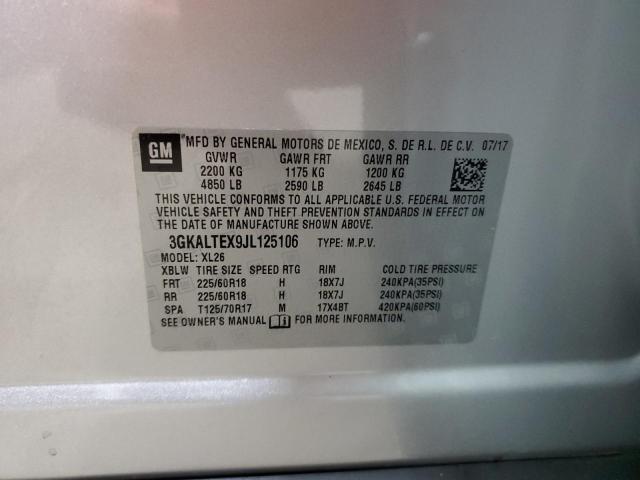 GM
MFD BY GENERAL MOTORS DE MEXICO, S. DE R.L. DE C.V. 07/17
GVWR GAWR FRT GAWR RR
2200 KG 1175 KG 1200 KG
4850 LB 2590 LB 2645 LB
THIS VEHICLE CONFORMS TO ALL APPLICABLE U.S. FEDERAL MOTOR
VEHICLE SAFETY AND THEFT PREVENTION STANDARDS IN EFFECT ON
THE DATE OF MANUFACTURE SHOWN ABOVE.
3GKALTEX9JL125106 TYPE: M.P.V.
MODEL: XL26
XBLW TIRE SIZE SPEED RTG RIM COLD TIRE PRESSURE
FRT 225/60R18 H 18X7J 240KPA(35PSI)
RR 225/60R18 H 18X7J 240KPA(35PSI)
SPA T125/70R17 M 17X4BT 420KPA(60PSI)
SEE OWNER'S MANUAL FOR MORE INFORMATION